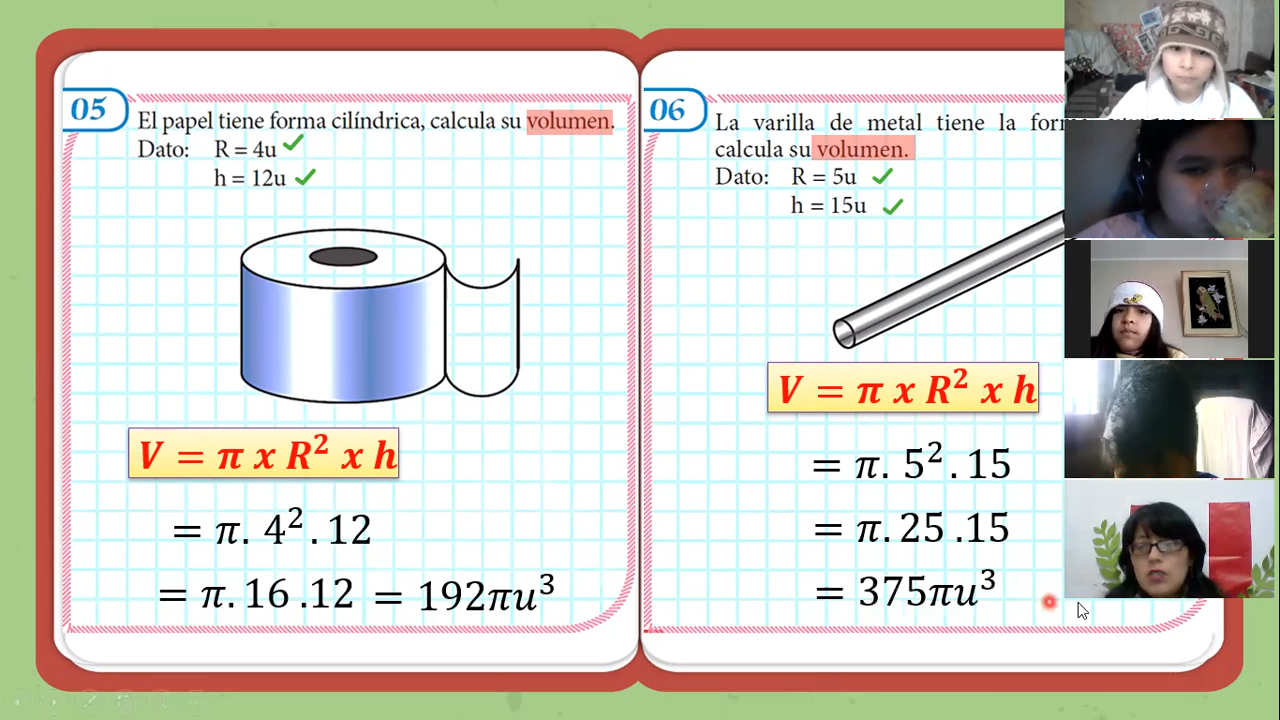 05
El papel tiene forma cilíndrica, calcula su volumen.
Dato: R = 4u
h = 12u
V = π x R² x h
= π. 4² . 12
= π. 16 .12 = 192πu³
06
La varilla de metal tiene la
calcula su volumen.
Dato: R = 5u
h = 15u
V = π x R² x h
= π. 5² . 15
= π. 25 .15
= 375πu³